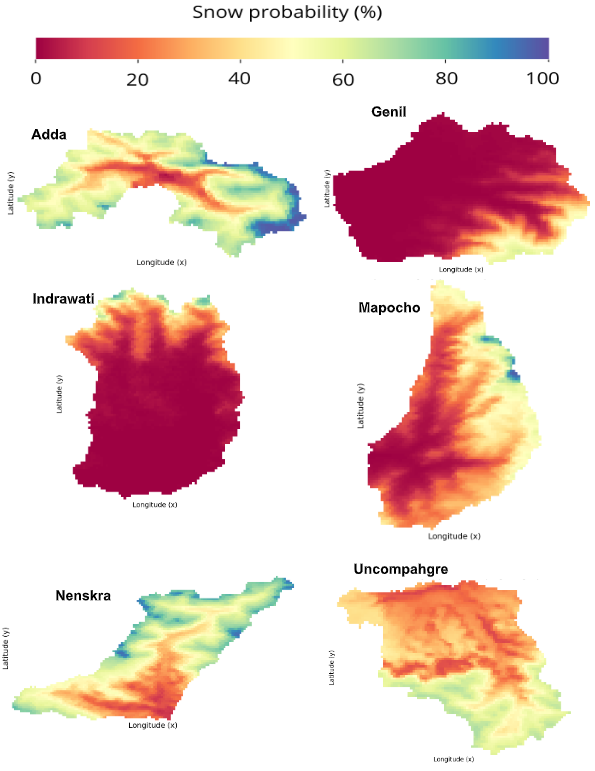 Snow probability (%)
0 20 40 60 80 100
Adda
Genil
Latitude (y)
Latitude (y)
Longitude (x)
Longitude (x)
Indrawati
Mapocho
Latitude (y)
Latitude (y)
Longitude (x)
Longitude (x)
Nenskra
Uncompahgre
Latitude (y)
Latitude (y)
Longitude (x)
Longitude (x)